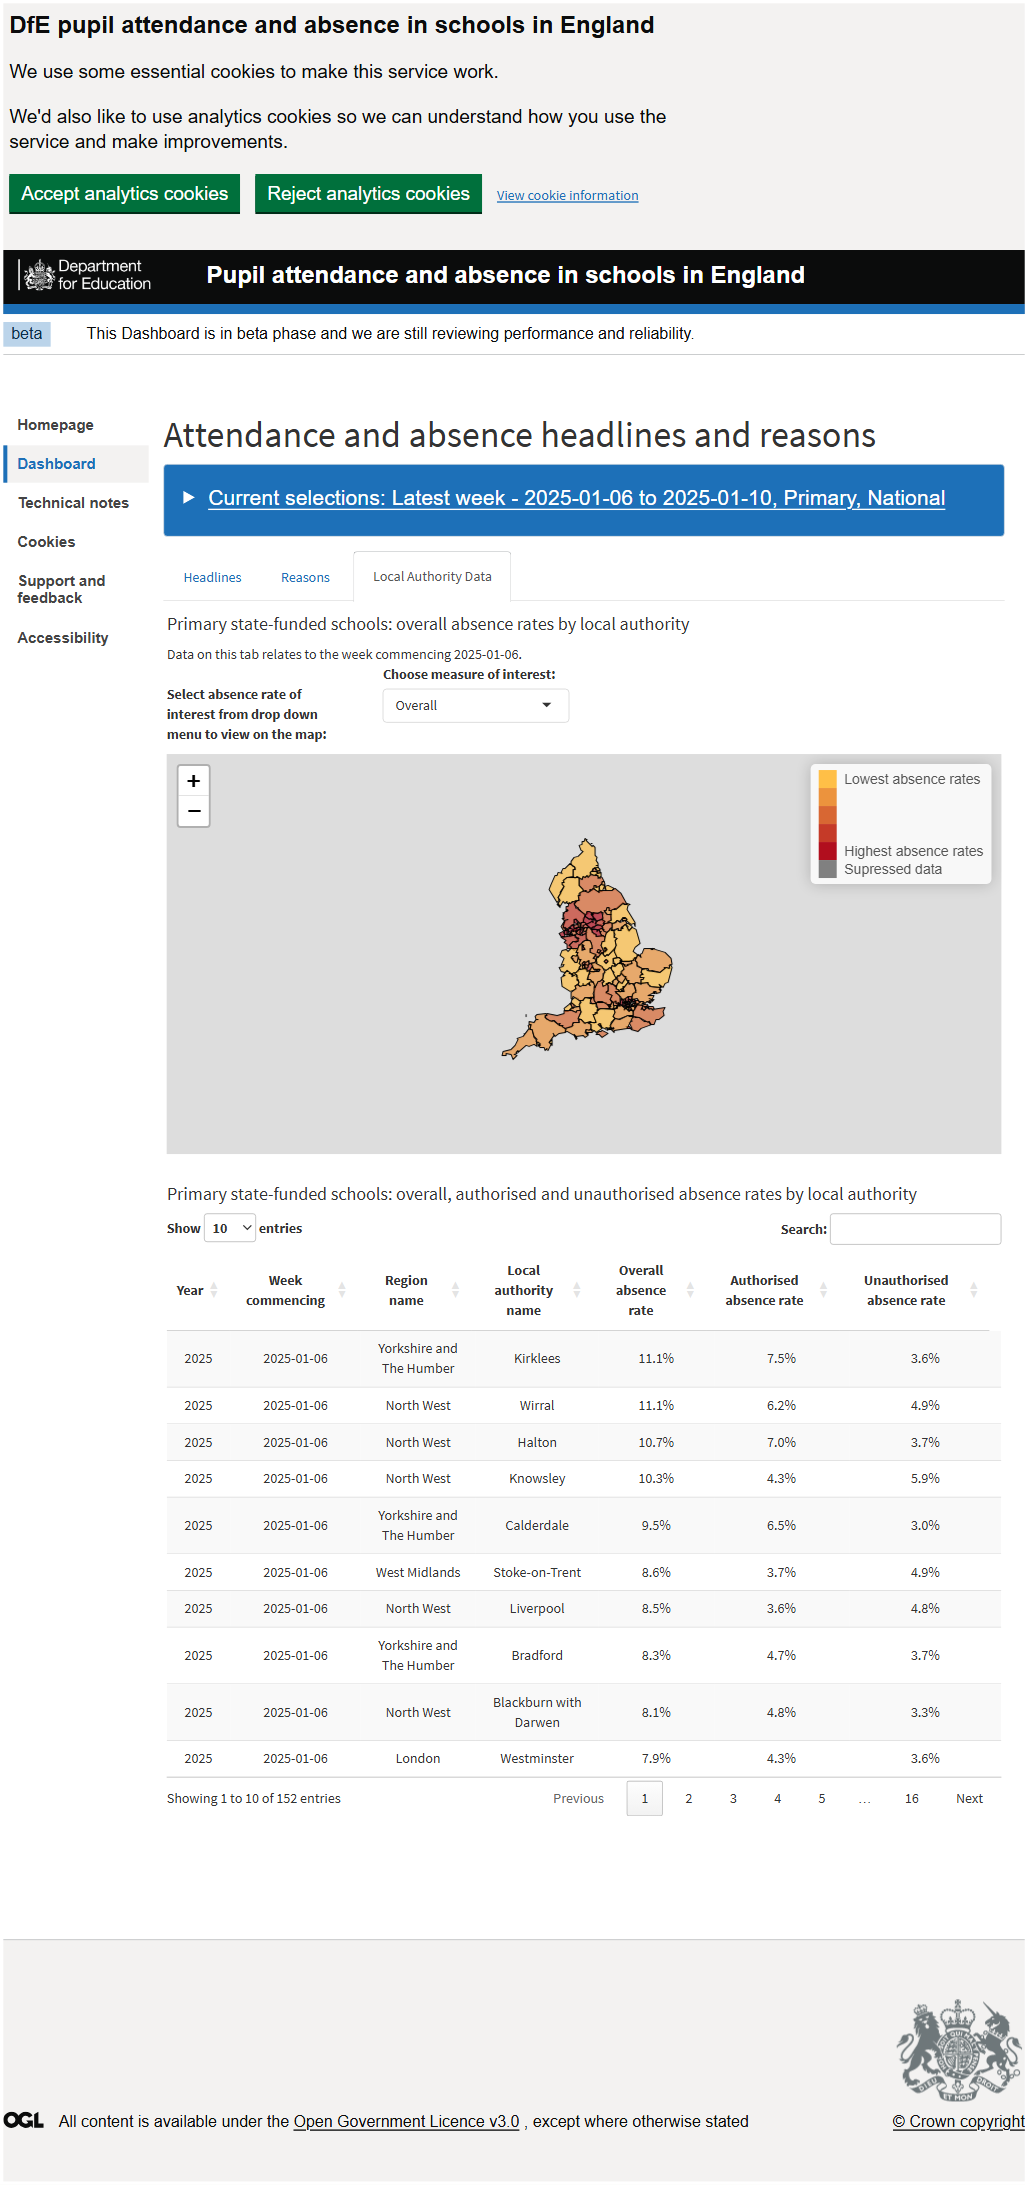 DfE pupil attendance and absence in schools in England
We use some essential cookies to make this service work.
We'd also like to use analytics cookies so we can understand how you use the
service and make improvements.
Accept analytics cookies Reject analytics cookies View cookie information
Department
for Education
Pupil attendance and absence in schools in England
beta This Dashboard is in beta phase and we are still reviewing performance and reliability.
Homepage
Dashboard
Technical notes
Cookies
Support and
feedback
Accessibility
Attendance and absence headlines and reasons
Current selections: Latest week - 2025-01-06 to 2025-01-10, Primary, National
Headlines Reasons Local Authority Data
Primary state-funded schools: overall absence rates by local authority
Data on this tab relates to the week commencing 2025-01-06.
Select absence rate of
interest from drop down
menu to view on the map:
Choose measure of interest:
Overall
+
−
Lowest absence rates
Highest absence rates
Supressed data
Primary state-funded schools: overall, authorised and unauthorised absence rates by local authority
Show 10 entries Search:
Year Week commencing Region name Local authority name Overall absence rate Authorised absence rate Unauthorised absence rate
2025 2025-01-06 Yorkshire and The Humber Kirklees 11.1% 7.5% 3.6%
2025 2025-01-06 North West Wirral 11.1% 6.2% 4.9%
2025 2025-01-06 North West Halton 10.7% 7.0% 3.7%
2025 2025-01-06 North West Knowsley 10.3% 4.3% 5.9%
2025 2025-01-06 Yorkshire and The Humber Calderdale 9.5% 6.5% 3.0%
2025 2025-01-06 West Midlands Stoke-on-Trent 8.6% 3.7% 4.9%
2025 2025-01-06 North West Liverpool 8.5% 3.6% 4.8%
2025 2025-01-06 Yorkshire and The Humber Bradford 8.3% 4.7% 3.7%
2025 2025-01-06 North West Blackburn with Darwen 8.1% 4.8% 3.3%
2025 2025-01-06 London Westminster 7.9% 4.3% 3.6%
Showing 1 to 10 of 152 entries Previous 1 2 3 4 5 … 16 Next
OGL All content is available under the Open Government Licence v3.0 , except where otherwise stated
© Crown copyright